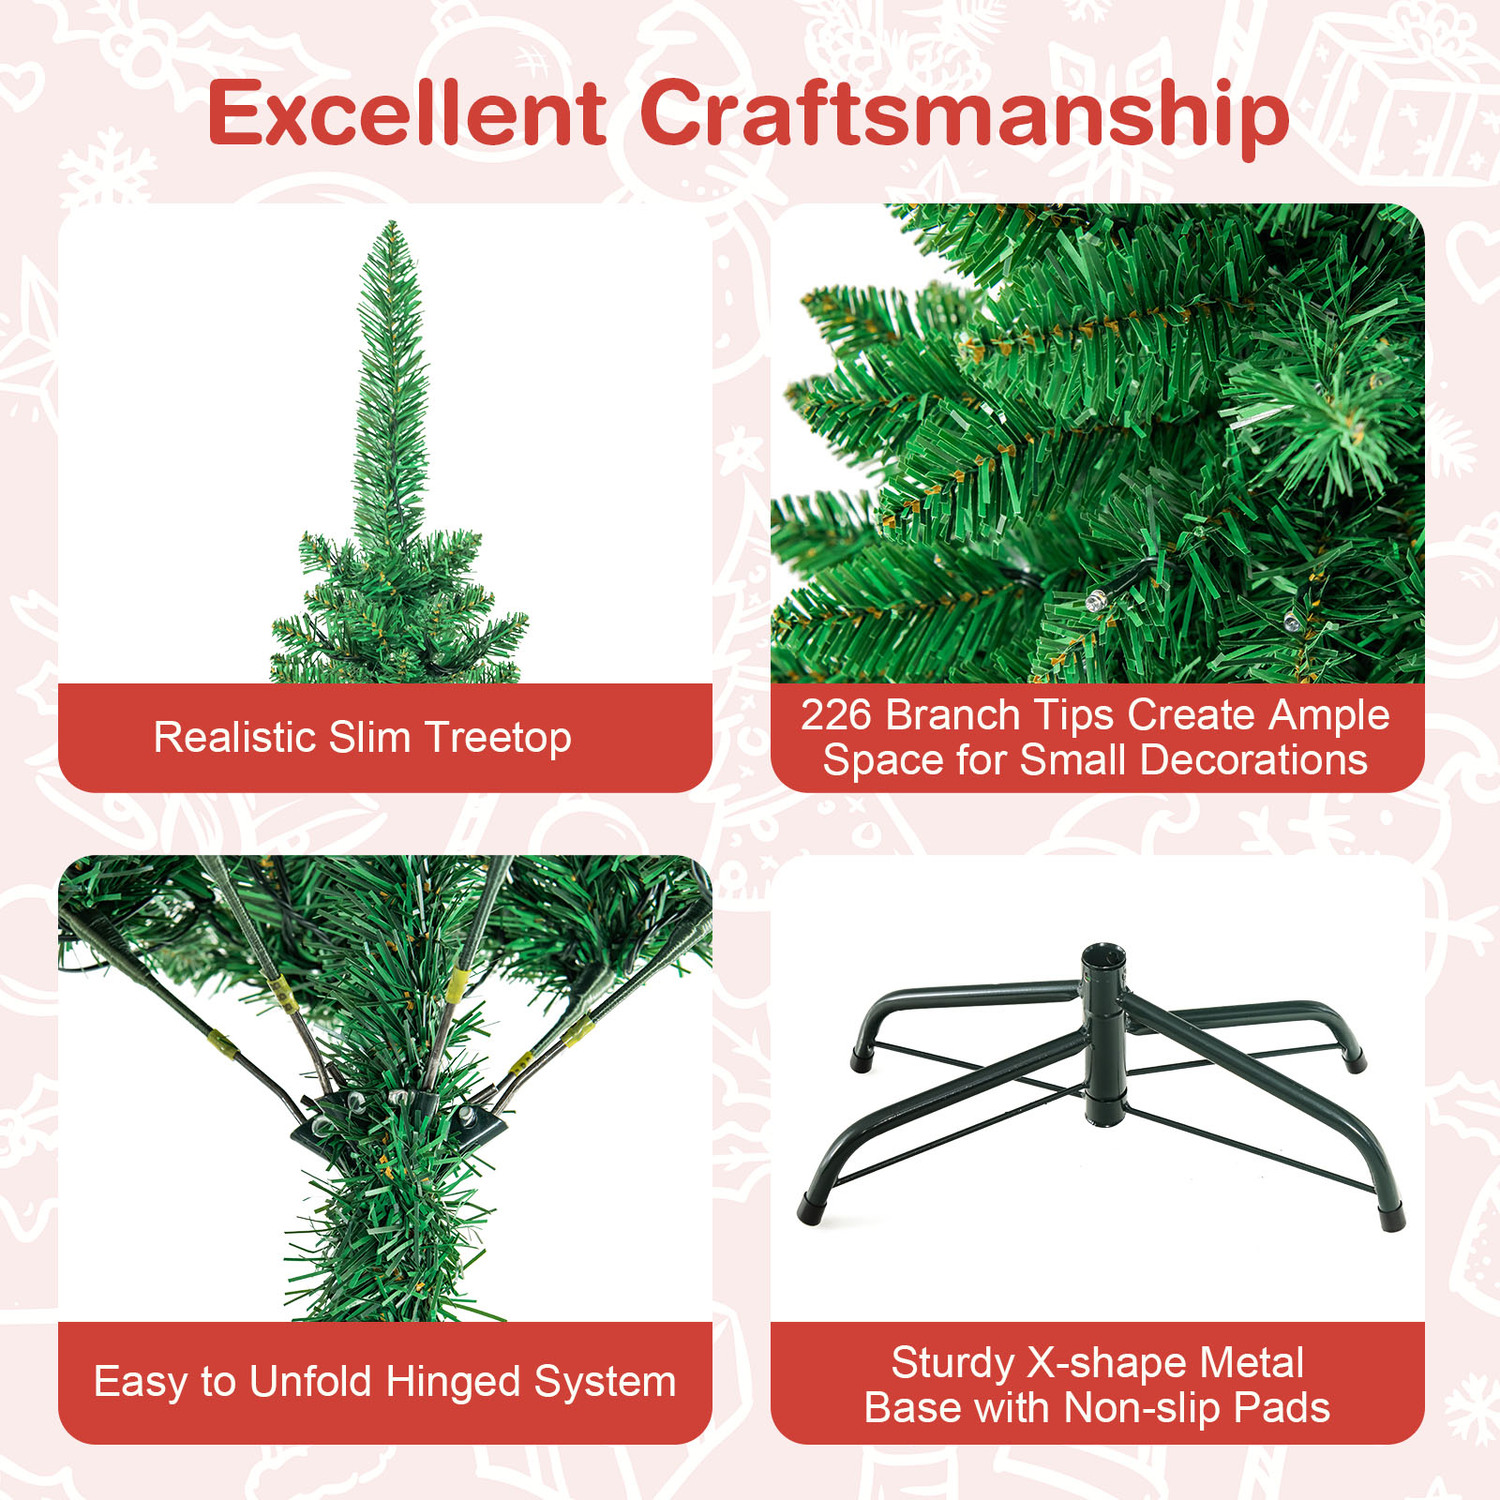 Excellent Craftsmanship
Realistic Slim Treetop
226 Branch Tips Create Ample
Space for Small Decorations
Easy to Unfold Hinged System
Sturdy X-shape Metal
Base with Non-slip Pads